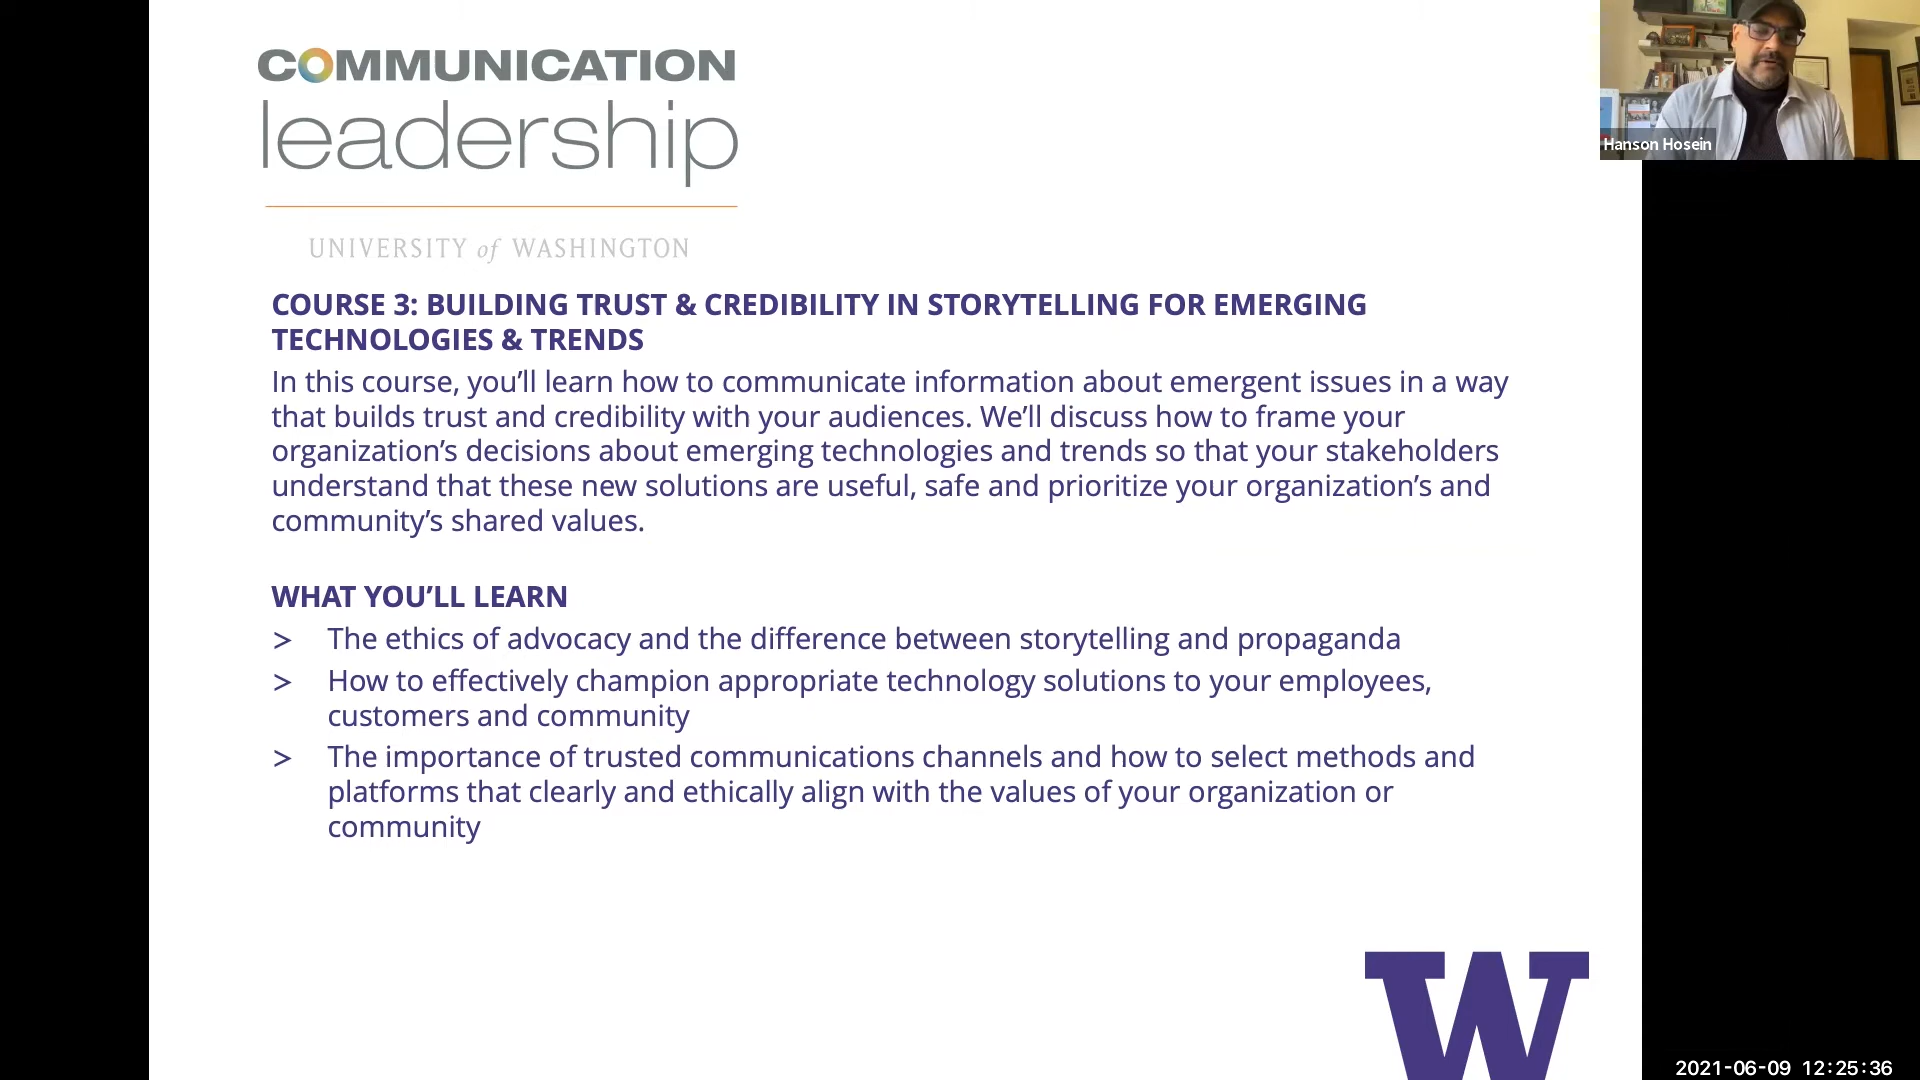 COMMUNICATION
leadership
UNIVERSITY of WASHINGTON
Hanson Hosein
COURSE 3: BUILDING TRUST & CREDIBILITY IN STORYTELLING FOR EMERGING
TECHNOLOGIES & TRENDS
In this course, you’ll learn how to communicate information about emergent issues in a way
that builds trust and credibility with your audiences. We’ll discuss how to frame your
organization’s decisions about emerging technologies and trends so that your stakeholders
understand that these new solutions are useful, safe and prioritize your organization’s and
community’s shared values.
WHAT YOU’LL LEARN
> The ethics of advocacy and the difference between storytelling and propaganda
> How to effectively champion appropriate technology solutions to your employees,
customers and community
> The importance of trusted communications channels and how to select methods and
platforms that clearly and ethically align with the values of your organization or
community
W
2021-06-09 12:25:36